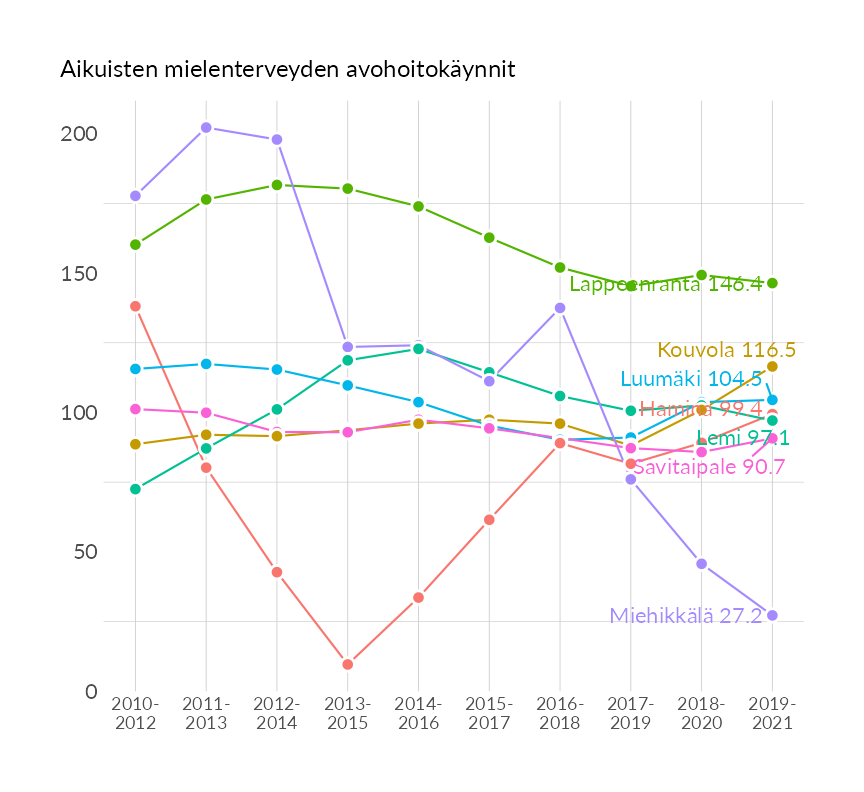 Aikuisten mielenterveyden avohoitokäynnit
200
150
100
50
0
Lappeenranta 146.4
Kouvola 116.5
Luumäki 104.5
Hamina 99.4
Lemi 97.1
Savitaipale 90.7
Miehikkälä 27.2
2010- 2011- 2012- 2013- 2014- 2015- 2016- 2017- 2018- 2019-
2012 2013 2014 2015 2016 2017 2018 2019 2020 2021